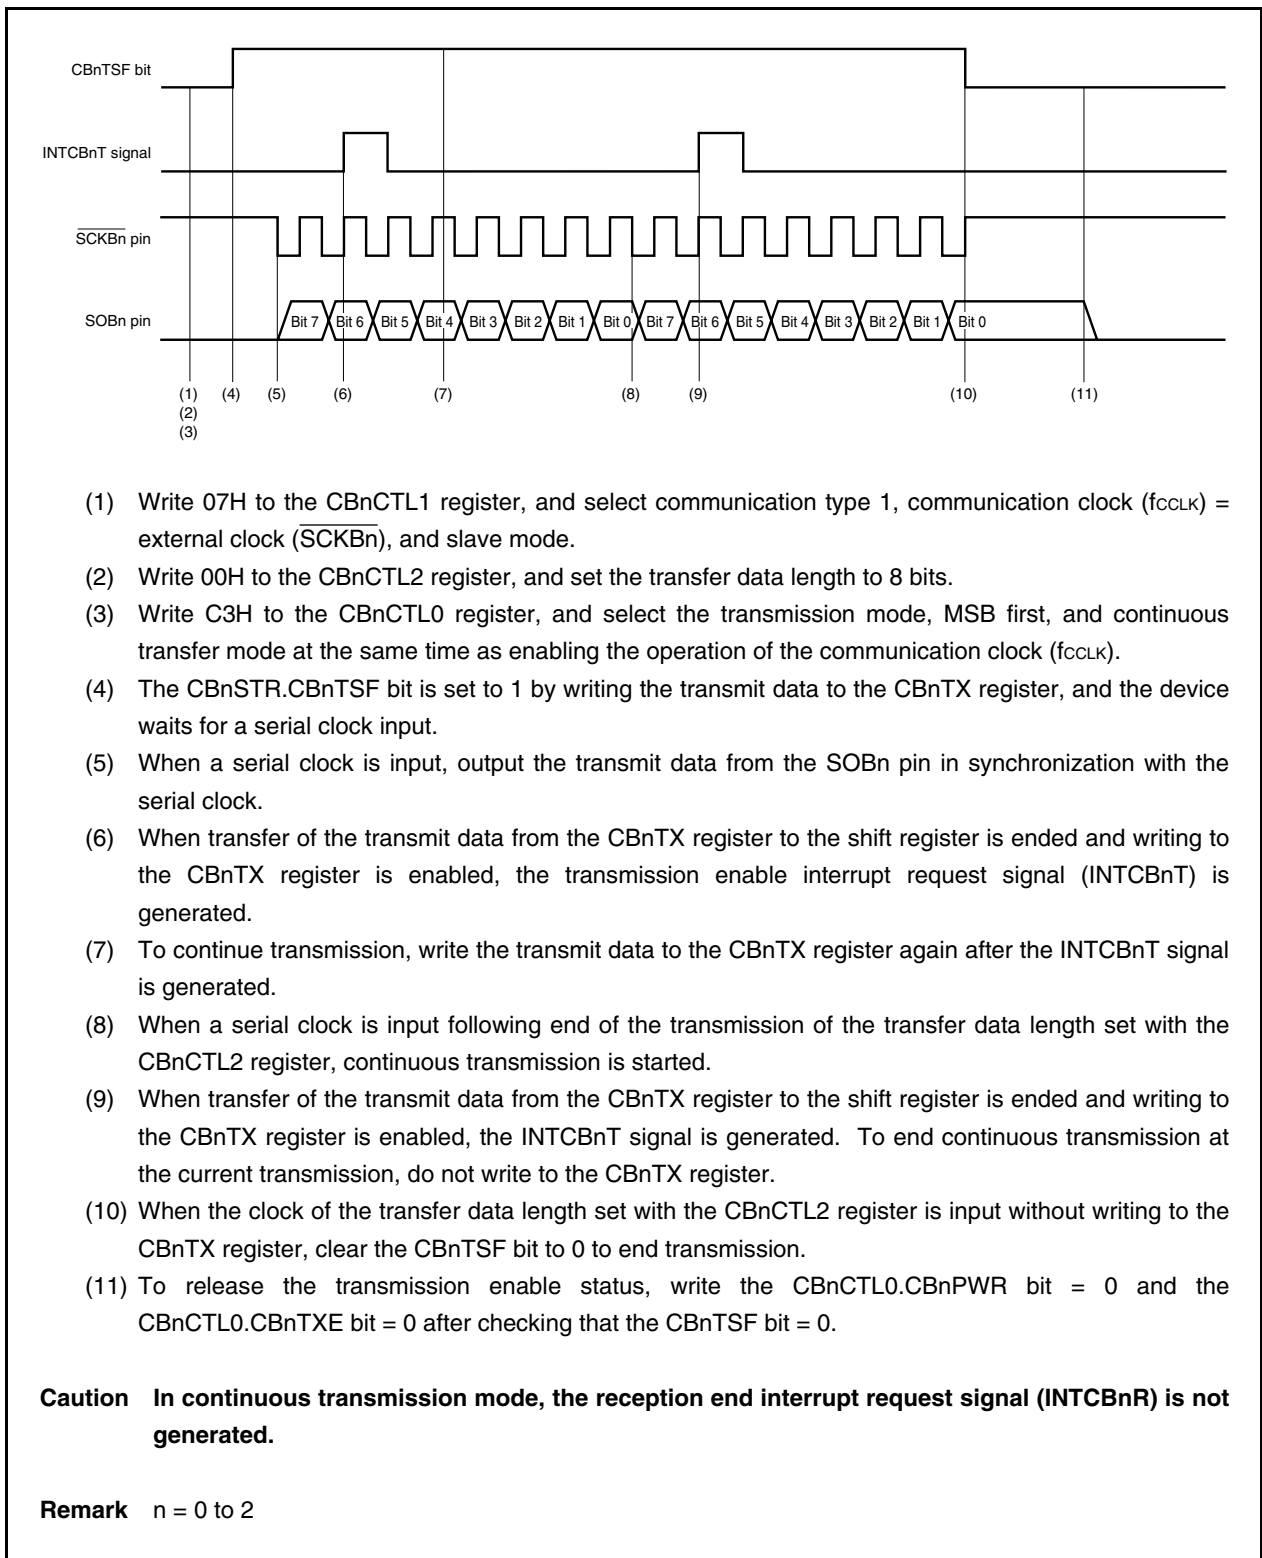 CBnTSF bit
INTCBnT signal
SCKBn pin
SOBn pin
Bit 7 Bit 6 Bit 5 Bit 4 Bit 3 Bit 2 Bit 1 Bit 0 Bit 7 Bit 6 Bit 5 Bit 4 Bit 3 Bit 2 Bit 1 Bit 0
(1) (4) (5) (6) (7) (8) (9) (10) (11)
(2)
(3)
(1) Write 07H to the CBnCTL1 register, and select communication type 1, communication clock (fCCLK) =
external clock (SCKBn), and slave mode.
(2) Write 00H to the CBnCTL2 register, and set the transfer data length to 8 bits.
(3) Write C3H to the CBnCTL0 register, and select the transmission mode, MSB first, and continuous
transfer mode at the same time as enabling the operation of the communication clock (fCCLK).
(4) The CBnSTR.CBnTSF bit is set to 1 by writing the transmit data to the CBnTX register, and the device
waits for a serial clock input.
(5) When a serial clock is input, output the transmit data from the SOBn pin in synchronization with the
serial clock.
(6) When transfer of the transmit data from the CBnTX register to the shift register is ended and writing to
the CBnTX register is enabled, the transmission enable interrupt request signal (INTCBnT) is
generated.
(7) To continue transmission, write the transmit data to the CBnTX register again after the INTCBnT signal
is generated.
(8) When a serial clock is input following end of the transmission of the transfer data length set with the
CBnCTL2 register, continuous transmission is started.
(9) When transfer of the transmit data from the CBnTX register to the shift register is ended and writing to
the CBnTX register is enabled, the INTCBnT signal is generated. To end continuous transmission at
the current transmission, do not write to the CBnTX register.
(10) When the clock of the transfer data length set with the CBnCTL2 register is input without writing to the
CBnTX register, clear the CBnTSF bit to 0 to end transmission.
(11) To release the transmission enable status, write the CBnCTL0.CBnPWR bit = 0 and the
CBnCTL0.CBnTXE bit = 0 after checking that the CBnTSF bit = 0.
Caution In continuous transmission mode, the reception end interrupt request signal (INTCBnR) is not
generated.
Remark n = 0 to 2